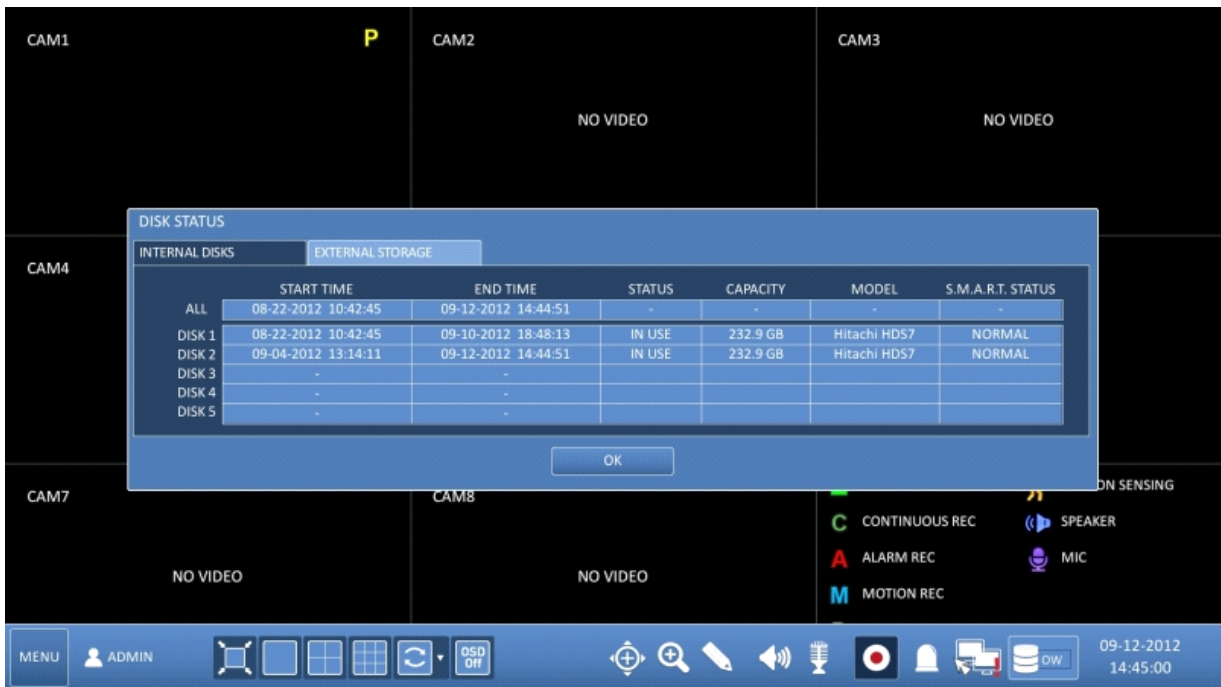 CAM1 P CAM2 CAM3
NO VIDEO NO VIDEO
DISK STATUS
INTERNAL DISKS EXTERNAL STORAGE
CAM4
START TIME END TIME STATUS CAPACITY MODEL S.M.A.R.T. STATUS
ALL 08-22-2012 10:42:45 09-12-2012 14:44:51 - - - -
DISK 1 08-22-2012 10:42:45 09-10-2012 18:48:13 IN USE 232.9 GB Hitachi HDS7 NORMAL
DISK 2 09-04-2012 13:14:11 09-12-2012 14:44:51 IN USE 232.9 GB Hitachi HDS7 NORMAL
DISK 3 - -
DISK 4 - -
DISK 5 - -
OK
CAM7 CAM8 ON SENSING
C CONTINUOUS REC SPEAKER
A ALARM REC MIC
NO VIDEO NO VIDEO
M MOTION REC
MENU ADMIN OSD Off OW 09-12-2012
14:45:00